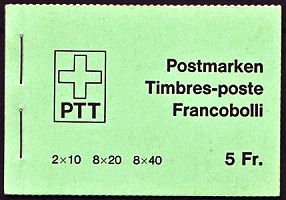 Postmarken
Timbres-poste
Francobolli
PTT
2×10 8×20 8×40
5 Fr.